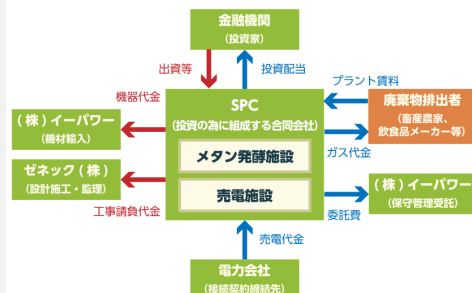 金融機関
（投資家）
出資等
投資配当
機器代金
プラント賃料
（株）イーパワー
（機材輸入）
SPC
（投資の為に組成する合同会社）
廃棄物排出者
（畜産農家、
飲食品メーカー等）
メタン発酵施設
ガス代金
ゼネック（株）
（設計施工・監理）
売電施設
（株）イーパワー
（保守管理受託）
工事請負代金
委託費
売電代金
電力会社
（接続契約締結先）